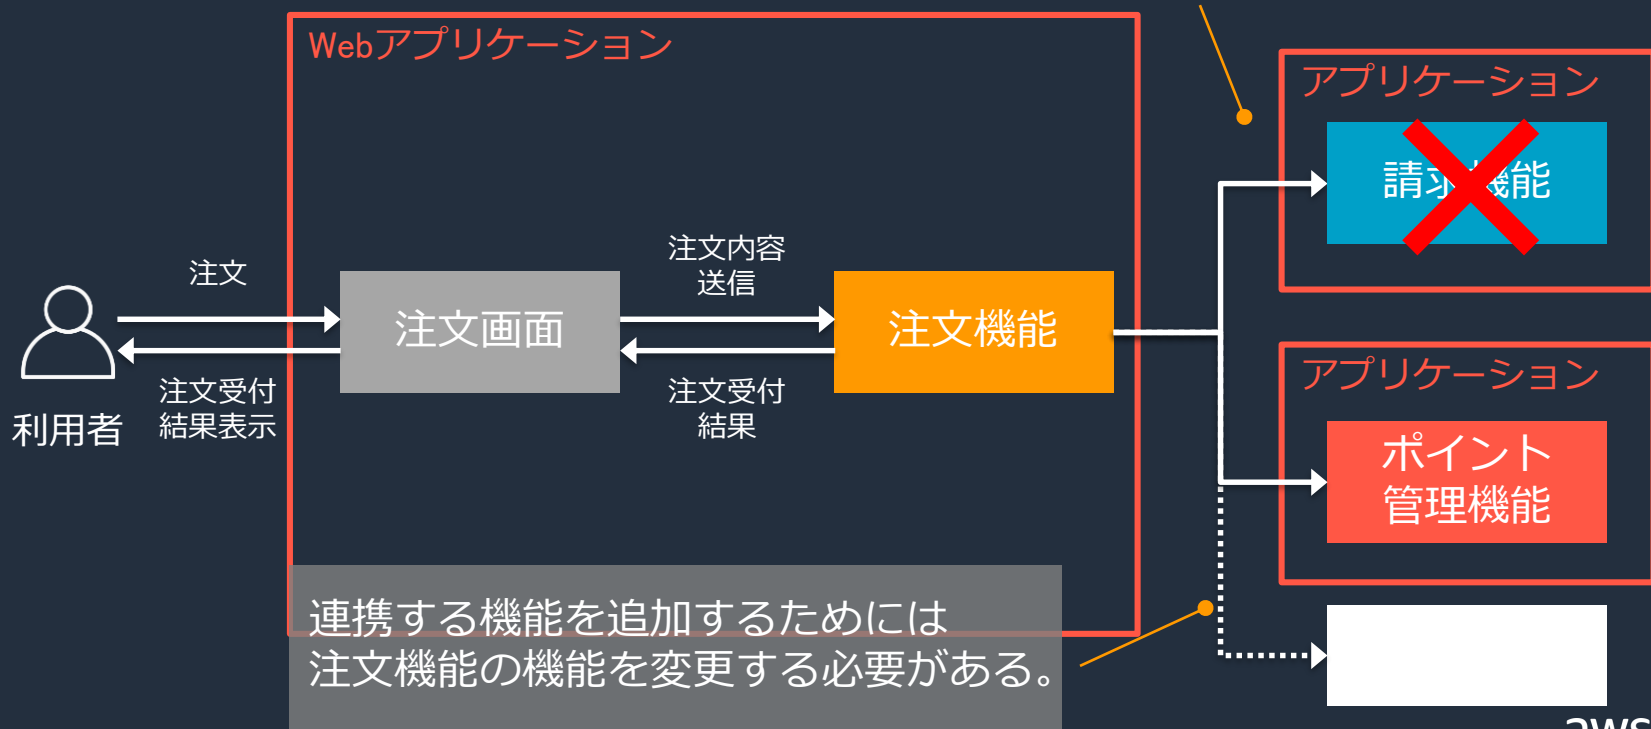 Webアプリケーション
アプリケーション
請求機能
注文
注文内容
送信
注文画面
注文機能
注文受付
結果表示
注文受付
結果
利用者
アプリケーション
ポイント
管理機能
連携する機能を追加するためには
注文機能の機能を変更する必要がある。
aws